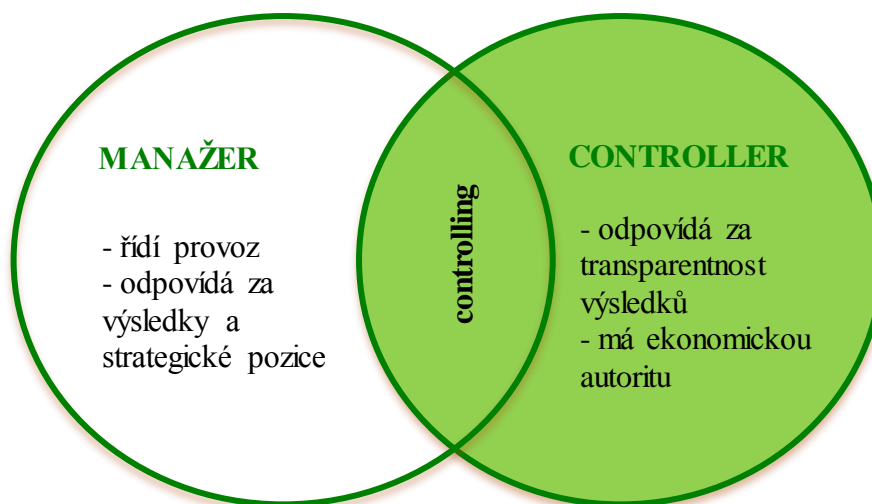 MANAŽER
- řídí provoz
- odpovídá za
výsledky a
strategické pozice
controlling
CONTROLLER
- odpovídá za
transparentnost
výsledků
- má ekonomickou
autoritu